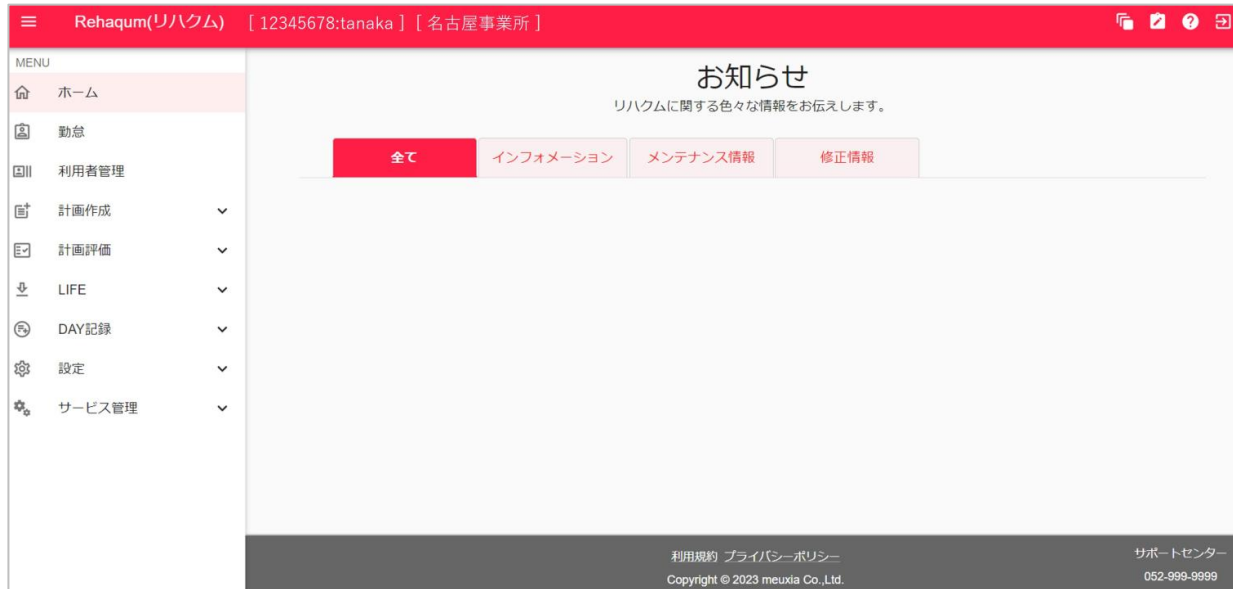 Rehaqum(リハクム) [ 12345678:tanaka ] [ 名古屋事業所 ]
MENU
ホーム
勤怠
利用者管理
計画作成
計画評価
LIFE
DAY記録
設定
サービス管理
お知らせ
リハクムに関する色々な情報をお伝えします。
全て インフォメーション メンテナンス情報 修正情報
利用規約 プライバシーポリシー
Copyright © 2023 meuxia Co.,Ltd.
サポートセンター
052-999-9999